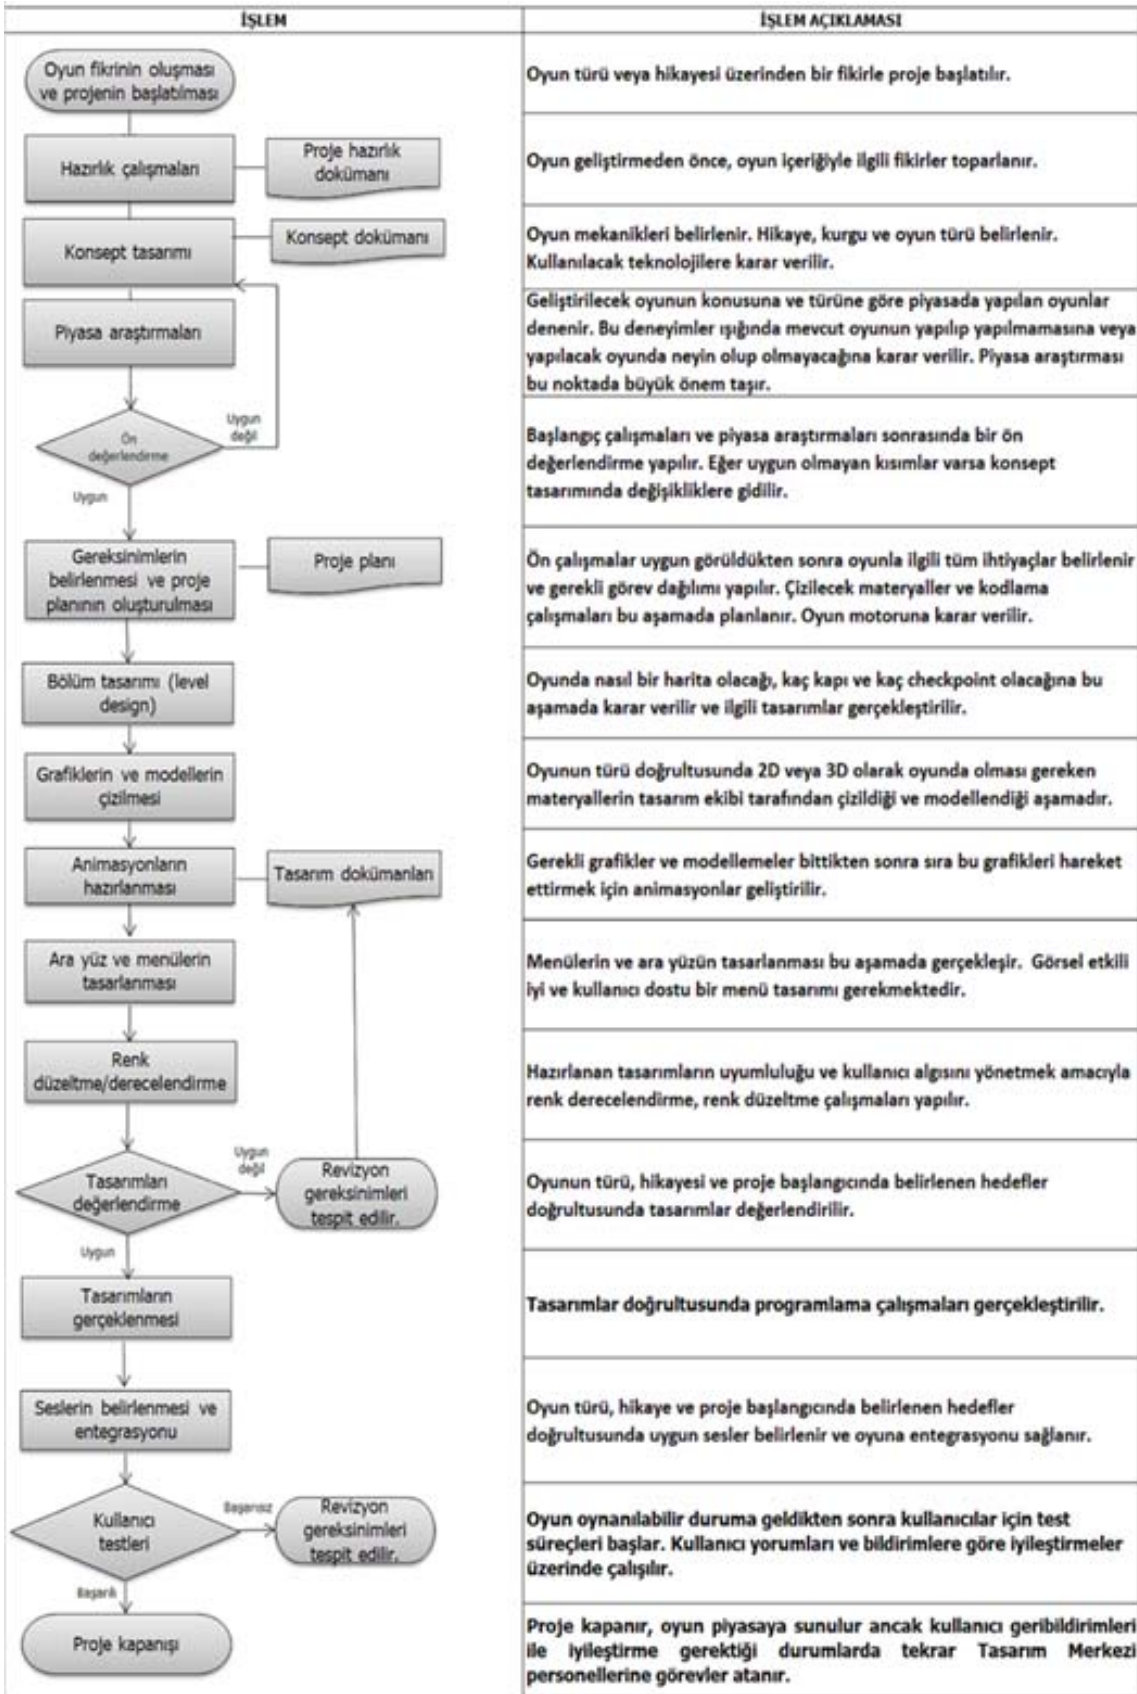 İŞLEM
İŞLEM AÇIKLAMASI
Oyun fikrinin oluşması
ve projenin başlatılması
Oyun türü veya hikayesi üzerinden bir fikirle proje başlatılır.
Hazırlık çalışmaları
Proje hazırlık
dokümanı
Oyun geliştirmeden önce, oyun içeriğiyle ilgili fikirler toparlanır.
Konsept tasarımı
Konsept dokümanı
Oyun mekanikleri belirlenir. Hikaye, kurgu ve oyun türü belirlenir.
Kullanılacak teknolojilere karar verilir.
Piyasa araştırmaları
Geliştirilecek oyunun konusuna ve türüne göre piyasada yapılan oyunlar
denenir. Bu deneyimler ışığında mevcut oyunun yapılıp yapılmamasına veya
yapılacak oyunda neyin olup olmayacağına karar verilir. Piyasa araştırması
bu noktada büyük önem taşır.
Ön
değerlendirme
Uygun
değil
Uygun
Başlangıç çalışmaları ve piyasa araştırmaları sonrasında bir ön
değerlendirme yapılır. Eğer uygun olmayan kısımlar varsa konsept
tasarımında değişikliklere gidilir.
Gereksinimlerin
belirlenmesi ve proje
planının oluşturulması
Proje planı
Ön çalışmalar uygun görüldükten sonra oyunla ilgili tüm ihtiyaçlar belirlenir
ve gerekli görev dağılımı yapılır. Çizilecek materyaller ve kodlama
çalışmaları bu aşamada planlanır. Oyun motoruna karar verilir.
Bölüm tasarımı (level
design)
Oyunda nasıl bir harita olacağı, kaç kapı ve kaç checkpoint olacağına bu
aşamada karar verilir ve ilgili tasarımlar gerçekleştirilir.
Grafiklerin ve modellerin
çizilmesi
Oyunun türü doğrultusunda 2D veya 3D olarak oyunda olması gereken
materyallerin tasarım ekibi tarafından çizildiği ve modellendiği aşamadır.
Animasyonların
hazırlanması
Tasarım dokümanları
Gerekli grafikler ve modellemeler bittikten sonra sıra bu grafikleri hareket
ettirmek için animasyonlar geliştirilir.
Ara yüz ve menülerin
tasarlanması
Menülerin ve ara yüzün tasarlanması bu aşamada gerçekleşir. Görsel etkili
iyi ve kullanıcı dostu bir menü tasarımı gerekmektedir.
Renk
düzeltme/derecelendirme
Hazırlanan tasarımların uyumluluğu ve kullanıcı algısını yönetmek amacıyla
renk derecelendirme, renk düzeltme çalışmaları yapılır.
Tasarımları
değerlendirme
Uygun
değil
Revizyon
gereksinimleri
tespit edilir.
Uygun
Oyunun türü, hikayesi ve proje başlangıcında belirlenen hedefler
doğrultusunda tasarımlar değerlendirilir.
Tasarımların
gerçeklenmesi
Tasarımlar doğrultusunda programlama çalışmaları gerçekleştirilir.
Seslerin belirlenmesi ve
entegrasyonu
Oyun türü, hikaye ve proje başlangıcında belirlenen hedefler
doğrultusunda uygun sesler belirlenir ve oyuna entegrasyonu sağlanır.
Kullanıcı
testleri
Başarısız
Revizyon
gereksinimleri
tespit edilir.
Başarılı
Oyun oynanılabilir duruma geldikten sonra kullanıcılar için test
süreçleri başlar. Kullanıcı yorumları ve bildirimlere göre iyileştirmeler
üzerinde çalışılır.
Proje kapanışı
Proje kapanır, oyun piyasaya sunulur ancak kullanıcı geribildirimleri
ile iyileştirme gerektiği durumlarda tekrar Tasarım Merkezi
personellerine görevler atanır.